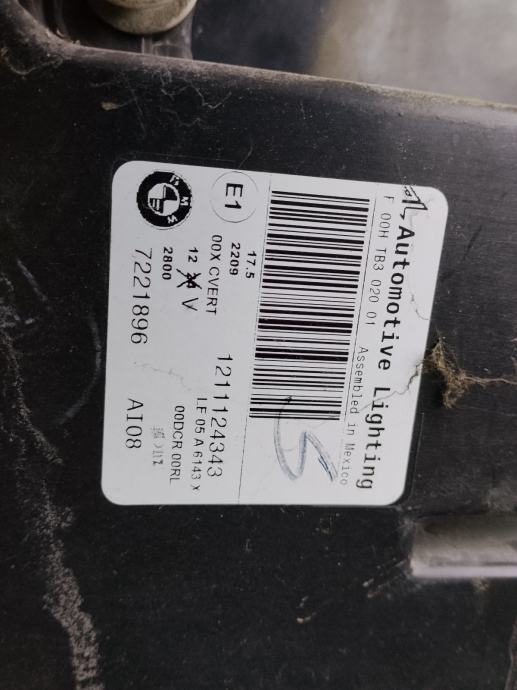 Automotive Lighting
F 00H TB3 020 01 Assembled in Mexico
E1
17.5
2209
00X CVERT
12 V
2800
7221896
1211124343
I.E 05 A 6143 X
00DCR 00RL
AI08
BMW
S